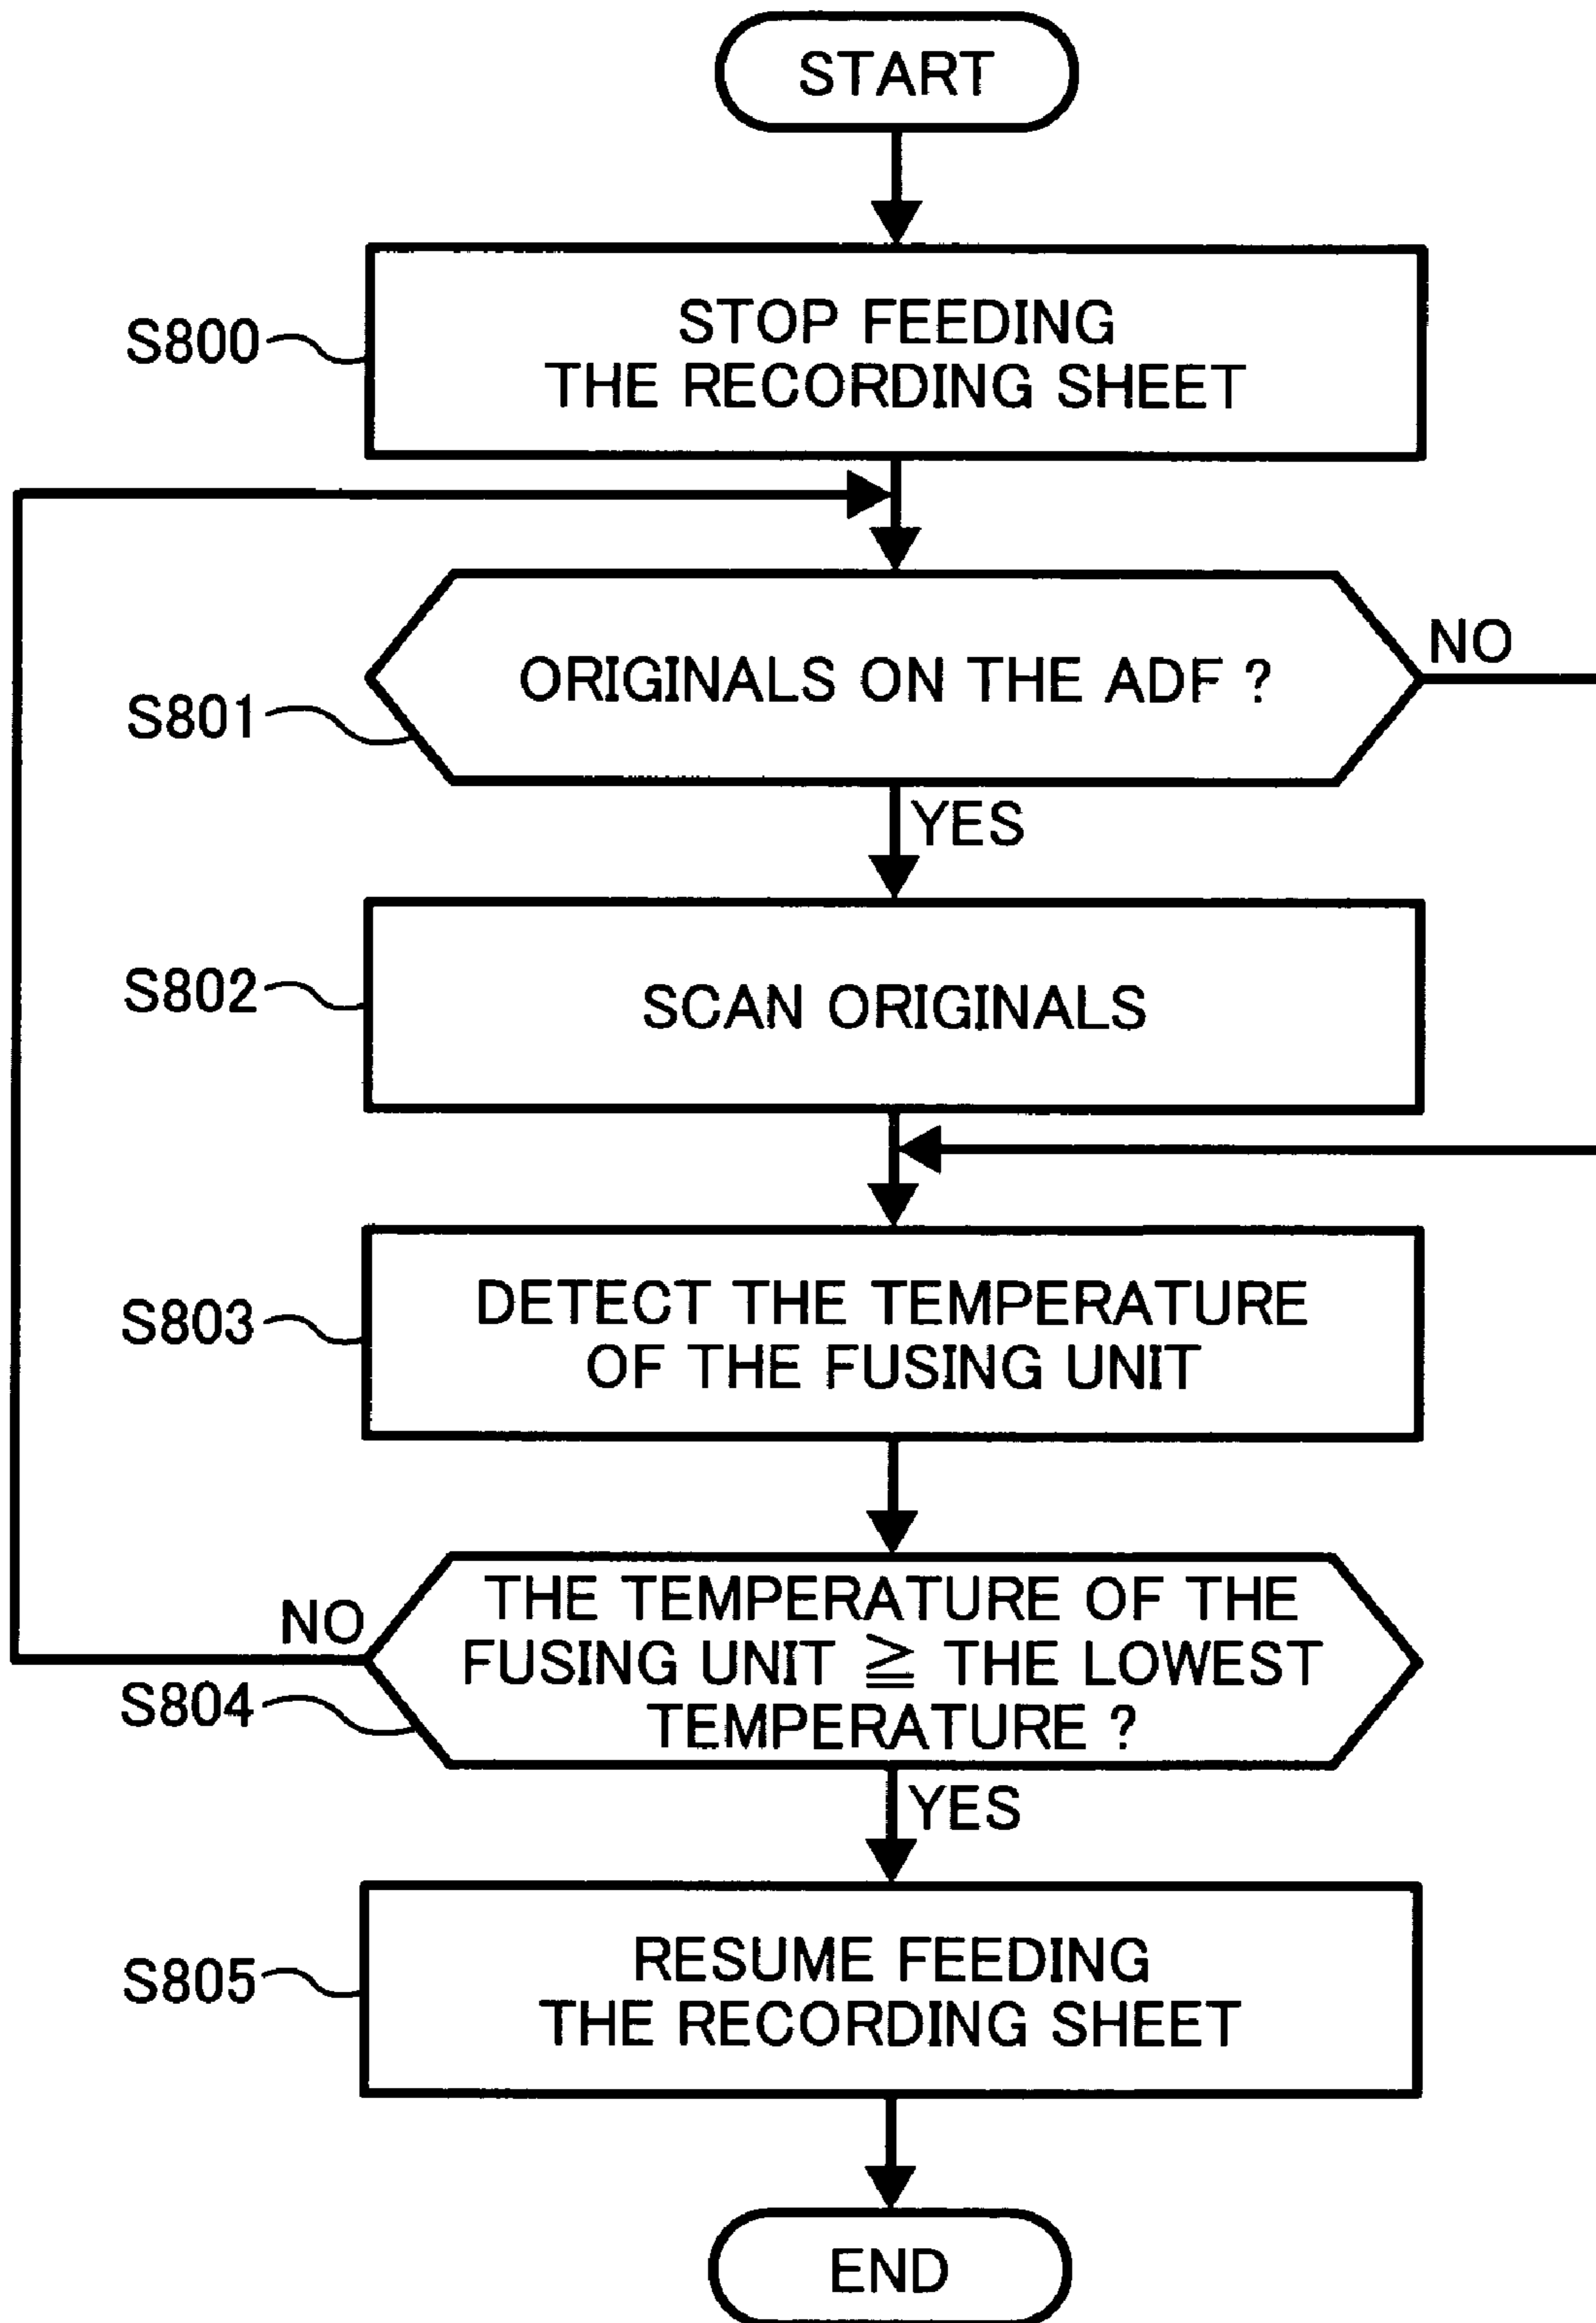 START
S800
STOP FEEDING
THE RECORDING SHEET
ORIGINALS ON THE ADF ?
NO
S801
YES
S802
SCAN ORIGINALS
S803
DETECT THE TEMPERATURE
OF THE FUSING UNIT
NO
THE TEMPERATURE OF THE
FUSING UNIT ≧ THE LOWEST
TEMPERATURE ?
S804
YES
S805
RESUME FEEDING
THE RECORDING SHEET
END